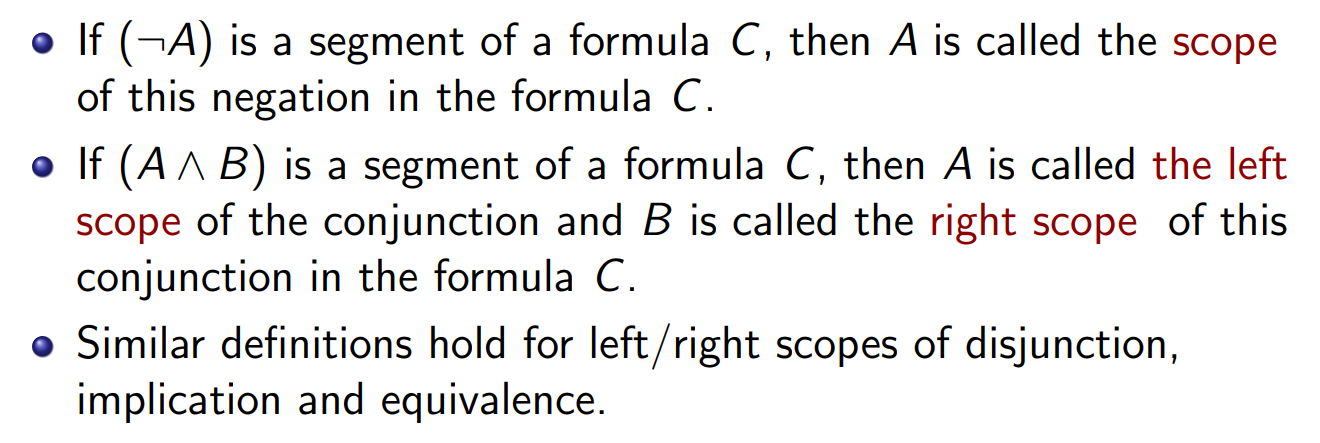 If (¬A) is a segment of a formula C, then A is called the scope
of this negation in the formula C.
If (A ∧ B) is a segment of a formula C, then A is called the left
scope of the conjunction and B is called the right scope of this
conjunction in the formula C.
Similar definitions hold for left/right scopes of disjunction,
implication and equivalence.